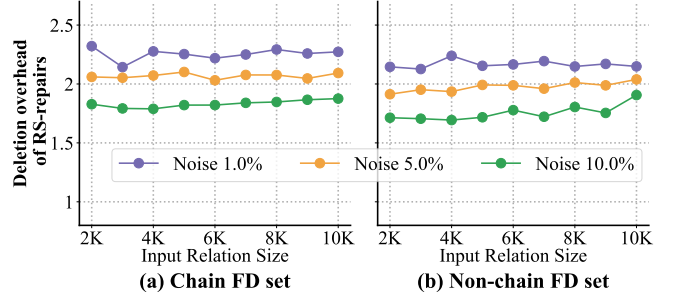 Deletion overhead
of RS-repairs
2.5
2
1.5
1
Noise 1.0%
Noise 5.0%
Noise 10.0%
2K 4K 6K 8K 10K
Input Relation Size
(a) Chain FD set
2K 4K 6K 8K 10K
Input Relation Size
(b) Non-chain FD set